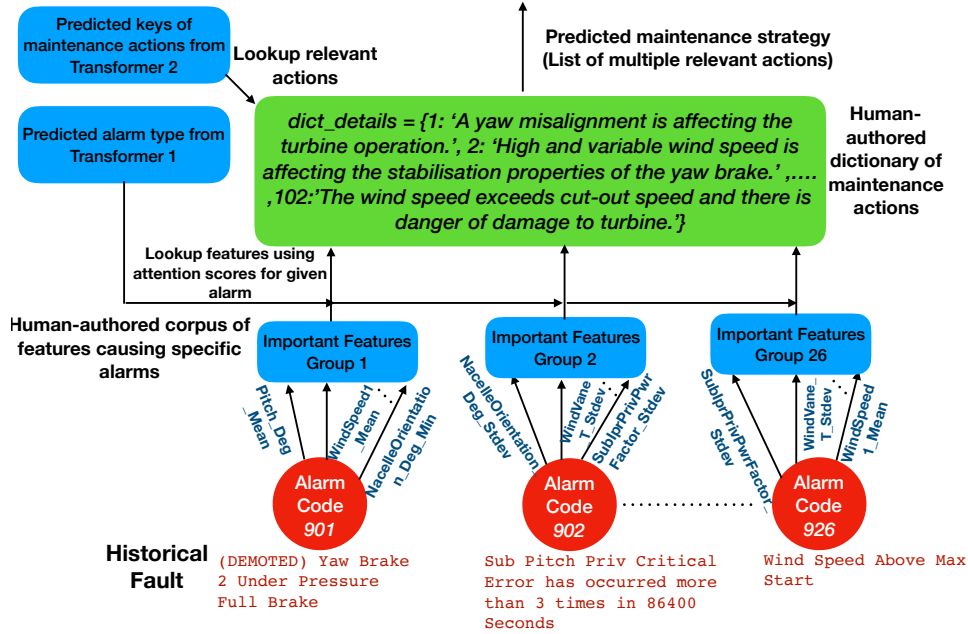 Predicted keys of
maintenance actions from
Transformer 2
Lookup relevant
actions
Predicted maintenance strategy
(List of multiple relevant actions)
Predicted alarm type from
Transformer 1
dict_details = {1: ‘A yaw misalignment is affecting the
turbine operation.’, 2: ‘High and variable wind speed is
affecting the stabilisation properties of the yaw brake.’ ,....
,102:’The wind speed exceeds cut-out speed and there is
danger of damage to turbine.’}
Human-
authored
dictionary of
maintenance
actions
Lookup features using
attention scores for given
alarm
Human-authored corpus of
features causing specific
alarms
Important Features
Group 1
Important Features
Group 2
Important Features
Group 26
Pitch_Deg
_Mean
WindSpeed1
_Mean
NacelleOrientatio
n_Deg_Min
NacelleOrientation_
Deg_Stdev
WindVane
T_Stdev
SubIprPrivPwr
Factor_Stdev
SubIprPrivPwrFactor_
Stdev
WindVane_
T_Stdev
WindSpeed
1_Mean
Alarm
Code
901
Alarm
Code
902
Alarm
Code
926
Historical
Fault
(DEMOTED) Yaw Brake
2 Under Pressure
Full Brake
Sub Pitch Priv Critical
Error has occurred more
than 3 times in 86400
Seconds
Wind Speed Above Max
Start